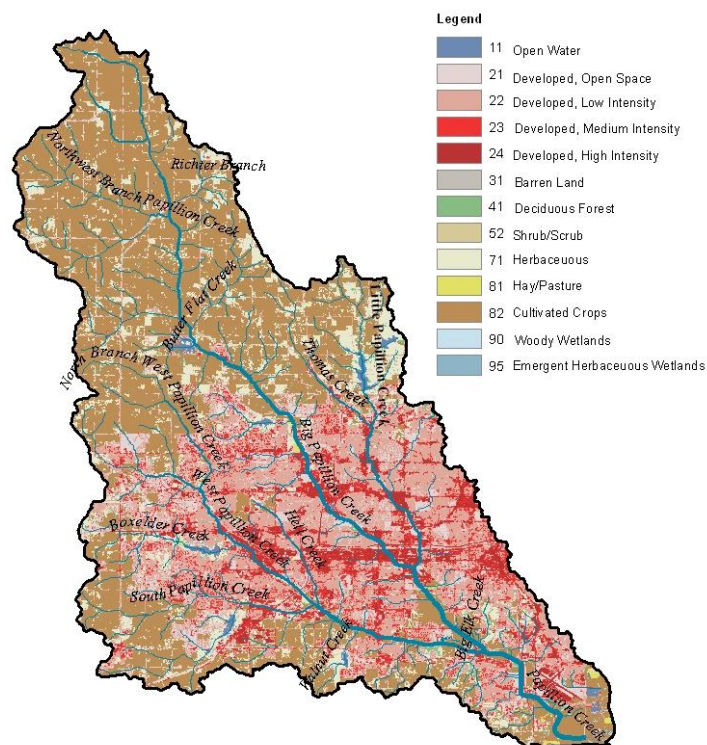 Legend
11 Open Water
21 Developed, Open Space
22 Developed, Low Intensity
23 Developed, Medium Intensity
24 Developed, High Intensity
31 Barren Land
41 Deciduous Forest
52 Shrub/Scrub
71 Herbaceuous
81 Hay/Pasture
82 Cultivated Crops
90 Woody Wetlands
95 Emergent Herbaceuous Wetlands
Richier Branch
Northwest Branch Papillion Creek
Butter Flat Creek
Little Papillion Creek
Thomas Creek
North Branch West Papillion Creek
Big Papillion Creek
West Papillion Creek
Hell Creek
Boxelder Creek
South Papillion Creek
Walnut Creek
Big Elk Creek
Papillion Creek